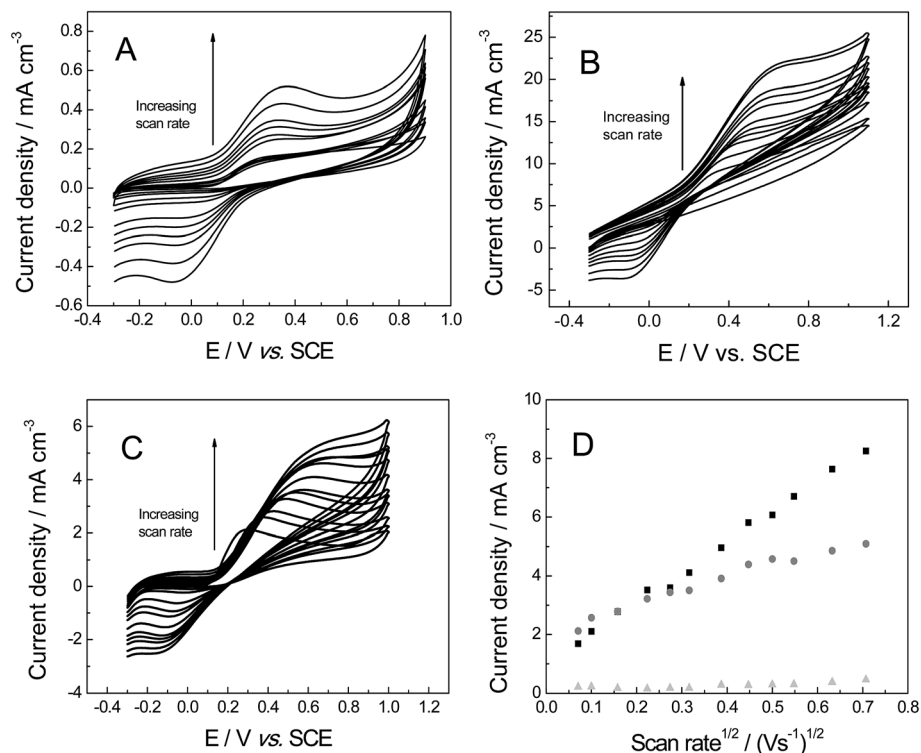 A
Increasing
scan rate
Current density / mA cm-3
0.8
0.6
0.4
0.2
0.0
-0.2
-0.4
-0.6
-0.4 -0.2 0.0 0.2 0.4 0.6 0.8 1.0
E / V vs. SCE
B
Increasing
scan rate
Current density / mA cm-3
25
20
15
10
5
0
-5
-0.4 0.0 0.4 0.8 1.2
E / V vs. SCE
C
Increasing
scan rate
Current density / mA cm-3
6
4
2
0
-2
-4
-0.4 -0.2 0.0 0.2 0.4 0.6 0.8 1.0 1.2
E / V vs. SCE
D
Current density / mA cm-3
10
8
6
4
2
0
0.0 0.1 0.2 0.3 0.4 0.5 0.6 0.7 0.8
Scan rate1/2 / (Vs-1)1/2